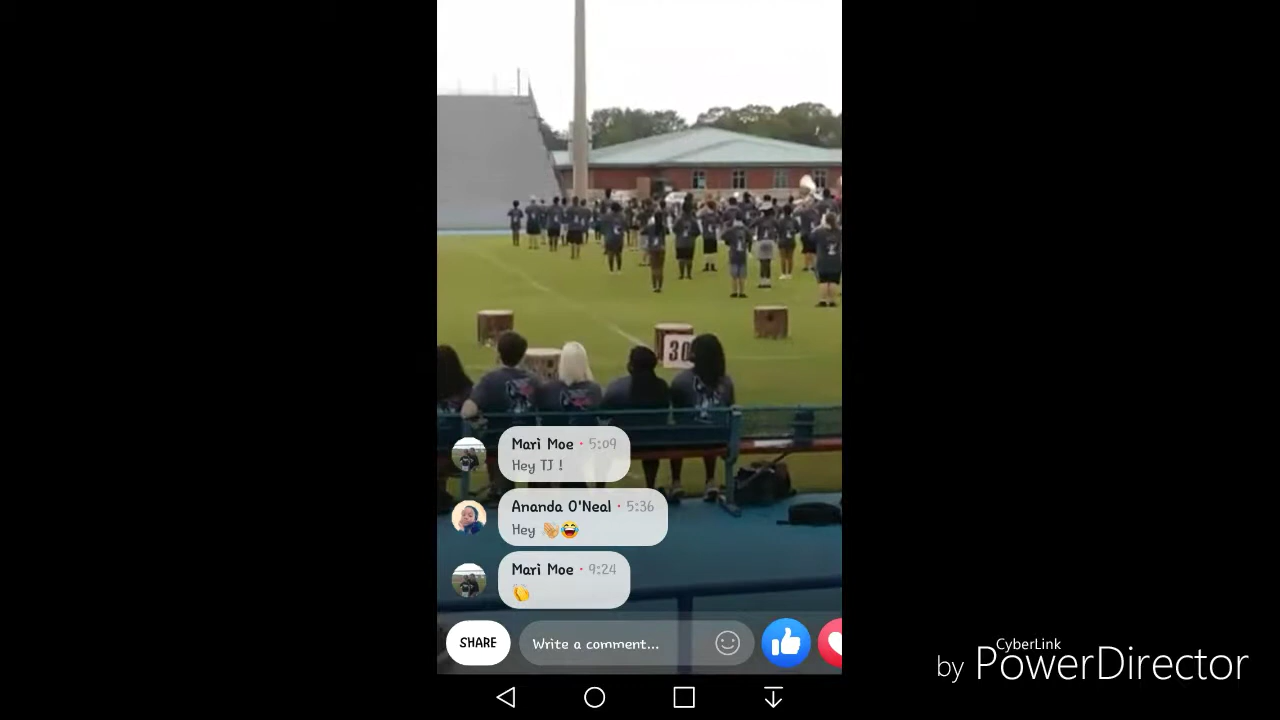 30
Mari Moe • 5:09
Hey TJ !
Ananda O'Neal • 5:36
Hey 👏😂
Mari Moe • 9:24
👏
SHARE
Write a comment...
CyberLink
by PowerDirector